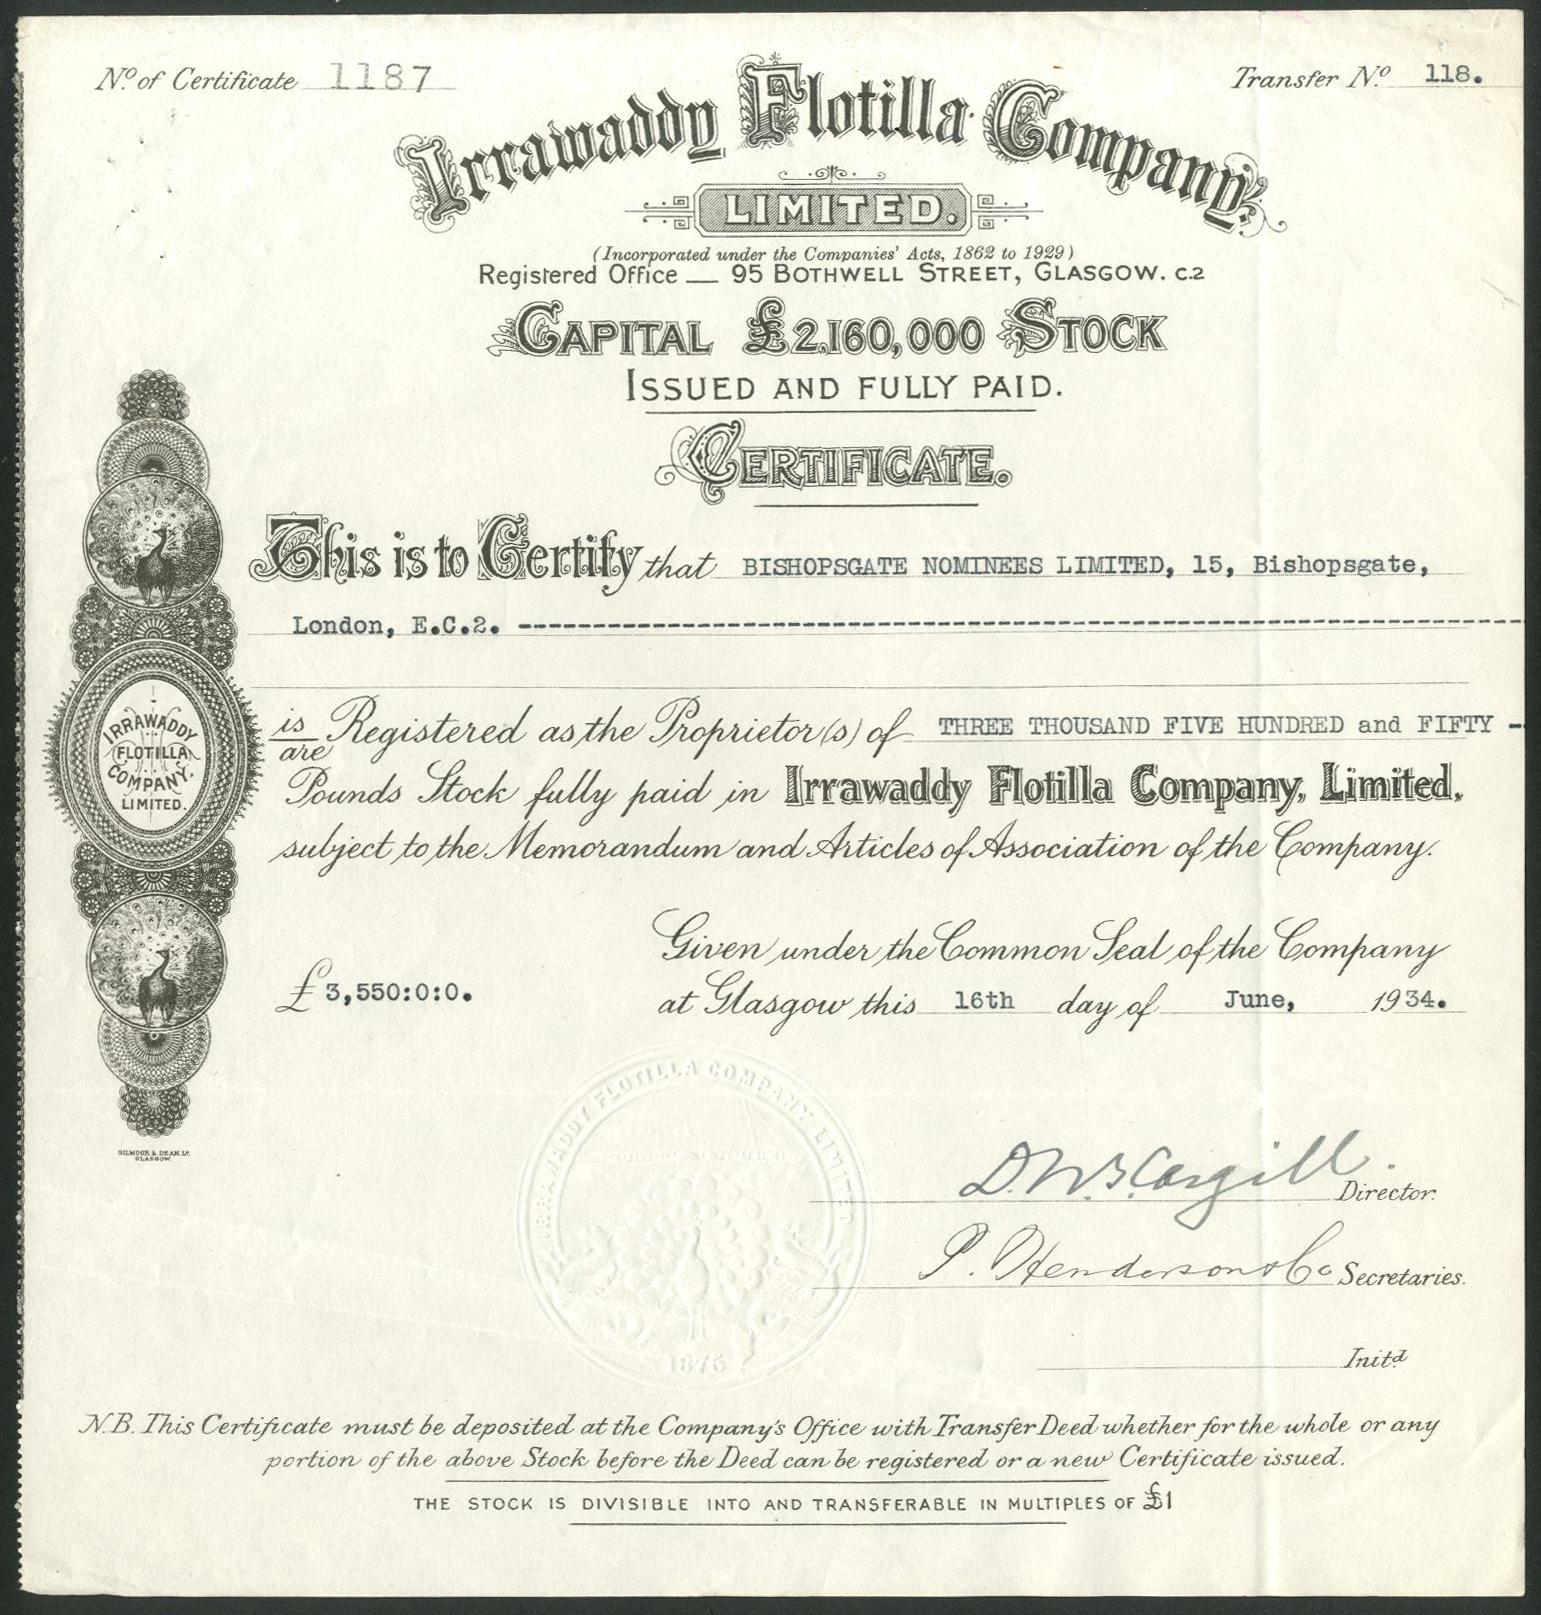 No. of Certificate 1187
Transfer No. 118.
Irrawaddy Flotilla Company
LIMITED.
(Incorporated under the Companies' Acts, 1862 to 1929)
Registered Office — 95 BOTHWELL STREET, GLASGOW. C.2
CAPITAL £2,160,000 STOCK
ISSUED AND FULLY PAID.
CERTIFICATE.
This is to Certify that BISHOPSGATE NOMINEES LIMITED, 15, Bishopsgate,
London, E.C.2. ------------------------------------------------------------
is
are Registered as the Proprietor(s) of THREE THOUSAND FIVE HUNDRED and FIFTY -
Pounds Stock fully paid in Irrawaddy Flotilla Company, Limited,
subject to the Memorandum and Articles of Association of the Company.
IRRAWADDY
FLOTILLA
COMPANY,
LIMITED.
Given under the Common Seal of the Company
£3,550:0:0. at Glasgow this 16th day of June, 1934.
GILMOUR & DEAN, LD.
GLASGOW.
IRRAWADDY FLOTILLA COMPANY LIMITED
1875
D.W.B. Cargill. Director.
P. Henderson & Co Secretaries.
Initd.
N.B. This Certificate must be deposited at the Company's Office with Transfer Deed whether for the whole or any
portion of the above Stock before the Deed can be registered or a new Certificate issued.
THE STOCK IS DIVISIBLE INTO AND TRANSFERABLE IN MULTIPLES OF £1